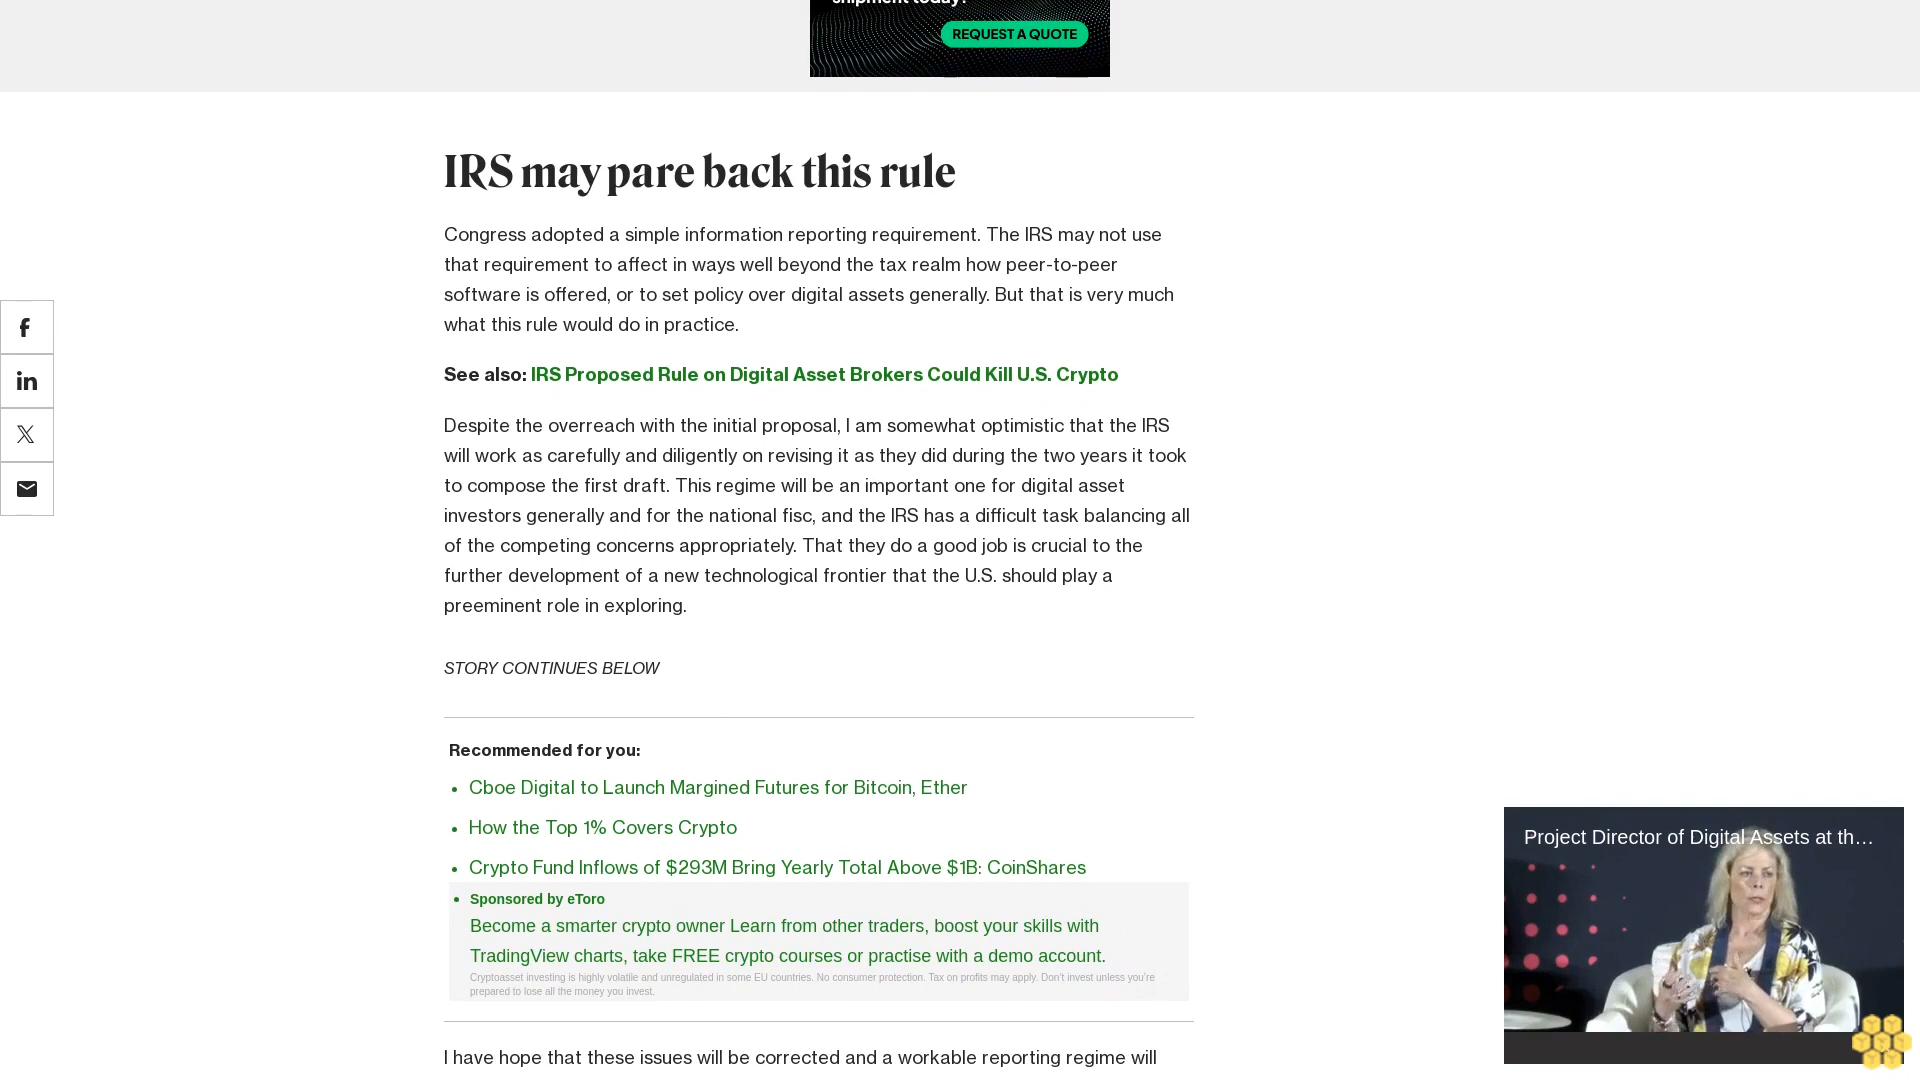 REQUEST A QUOTE
IRS may pare back this rule
Congress adopted a simple information reporting requirement. The IRS may not use
that requirement to affect in ways well beyond the tax realm how peer-to-peer
software is offered, or to set policy over digital assets generally. But that is very much
what this rule would do in practice.
See also: IRS Proposed Rule on Digital Asset Brokers Could Kill U.S. Crypto
Despite the overreach with the initial proposal, I am somewhat optimistic that the IRS
will work as carefully and diligently on revising it as they did during the two years it took
to compose the first draft. This regime will be an important one for digital asset
investors generally and for the national fisc, and the IRS has a difficult task balancing all
of the competing concerns appropriately. That they do a good job is crucial to the
further development of a new technological frontier that the U.S. should play a
preeminent role in exploring.
STORY CONTINUES BELOW
Recommended for you:
Cboe Digital to Launch Margined Futures for Bitcoin, Ether
How the Top 1% Covers Crypto
Crypto Fund Inflows of $293M Bring Yearly Total Above $1B: CoinShares
Sponsored by eToro
Become a smarter crypto owner Learn from other traders, boost your skills with
TradingView charts, take FREE crypto courses or practise with a demo account.
Cryptoasset investing is highly volatile and unregulated in some EU countries. No consumer protection. Tax on profits may apply. Don't invest unless you're
prepared to lose all the money you invest.
I have hope that these issues will be corrected and a workable reporting regime will
Project Director of Digital Assets at th…